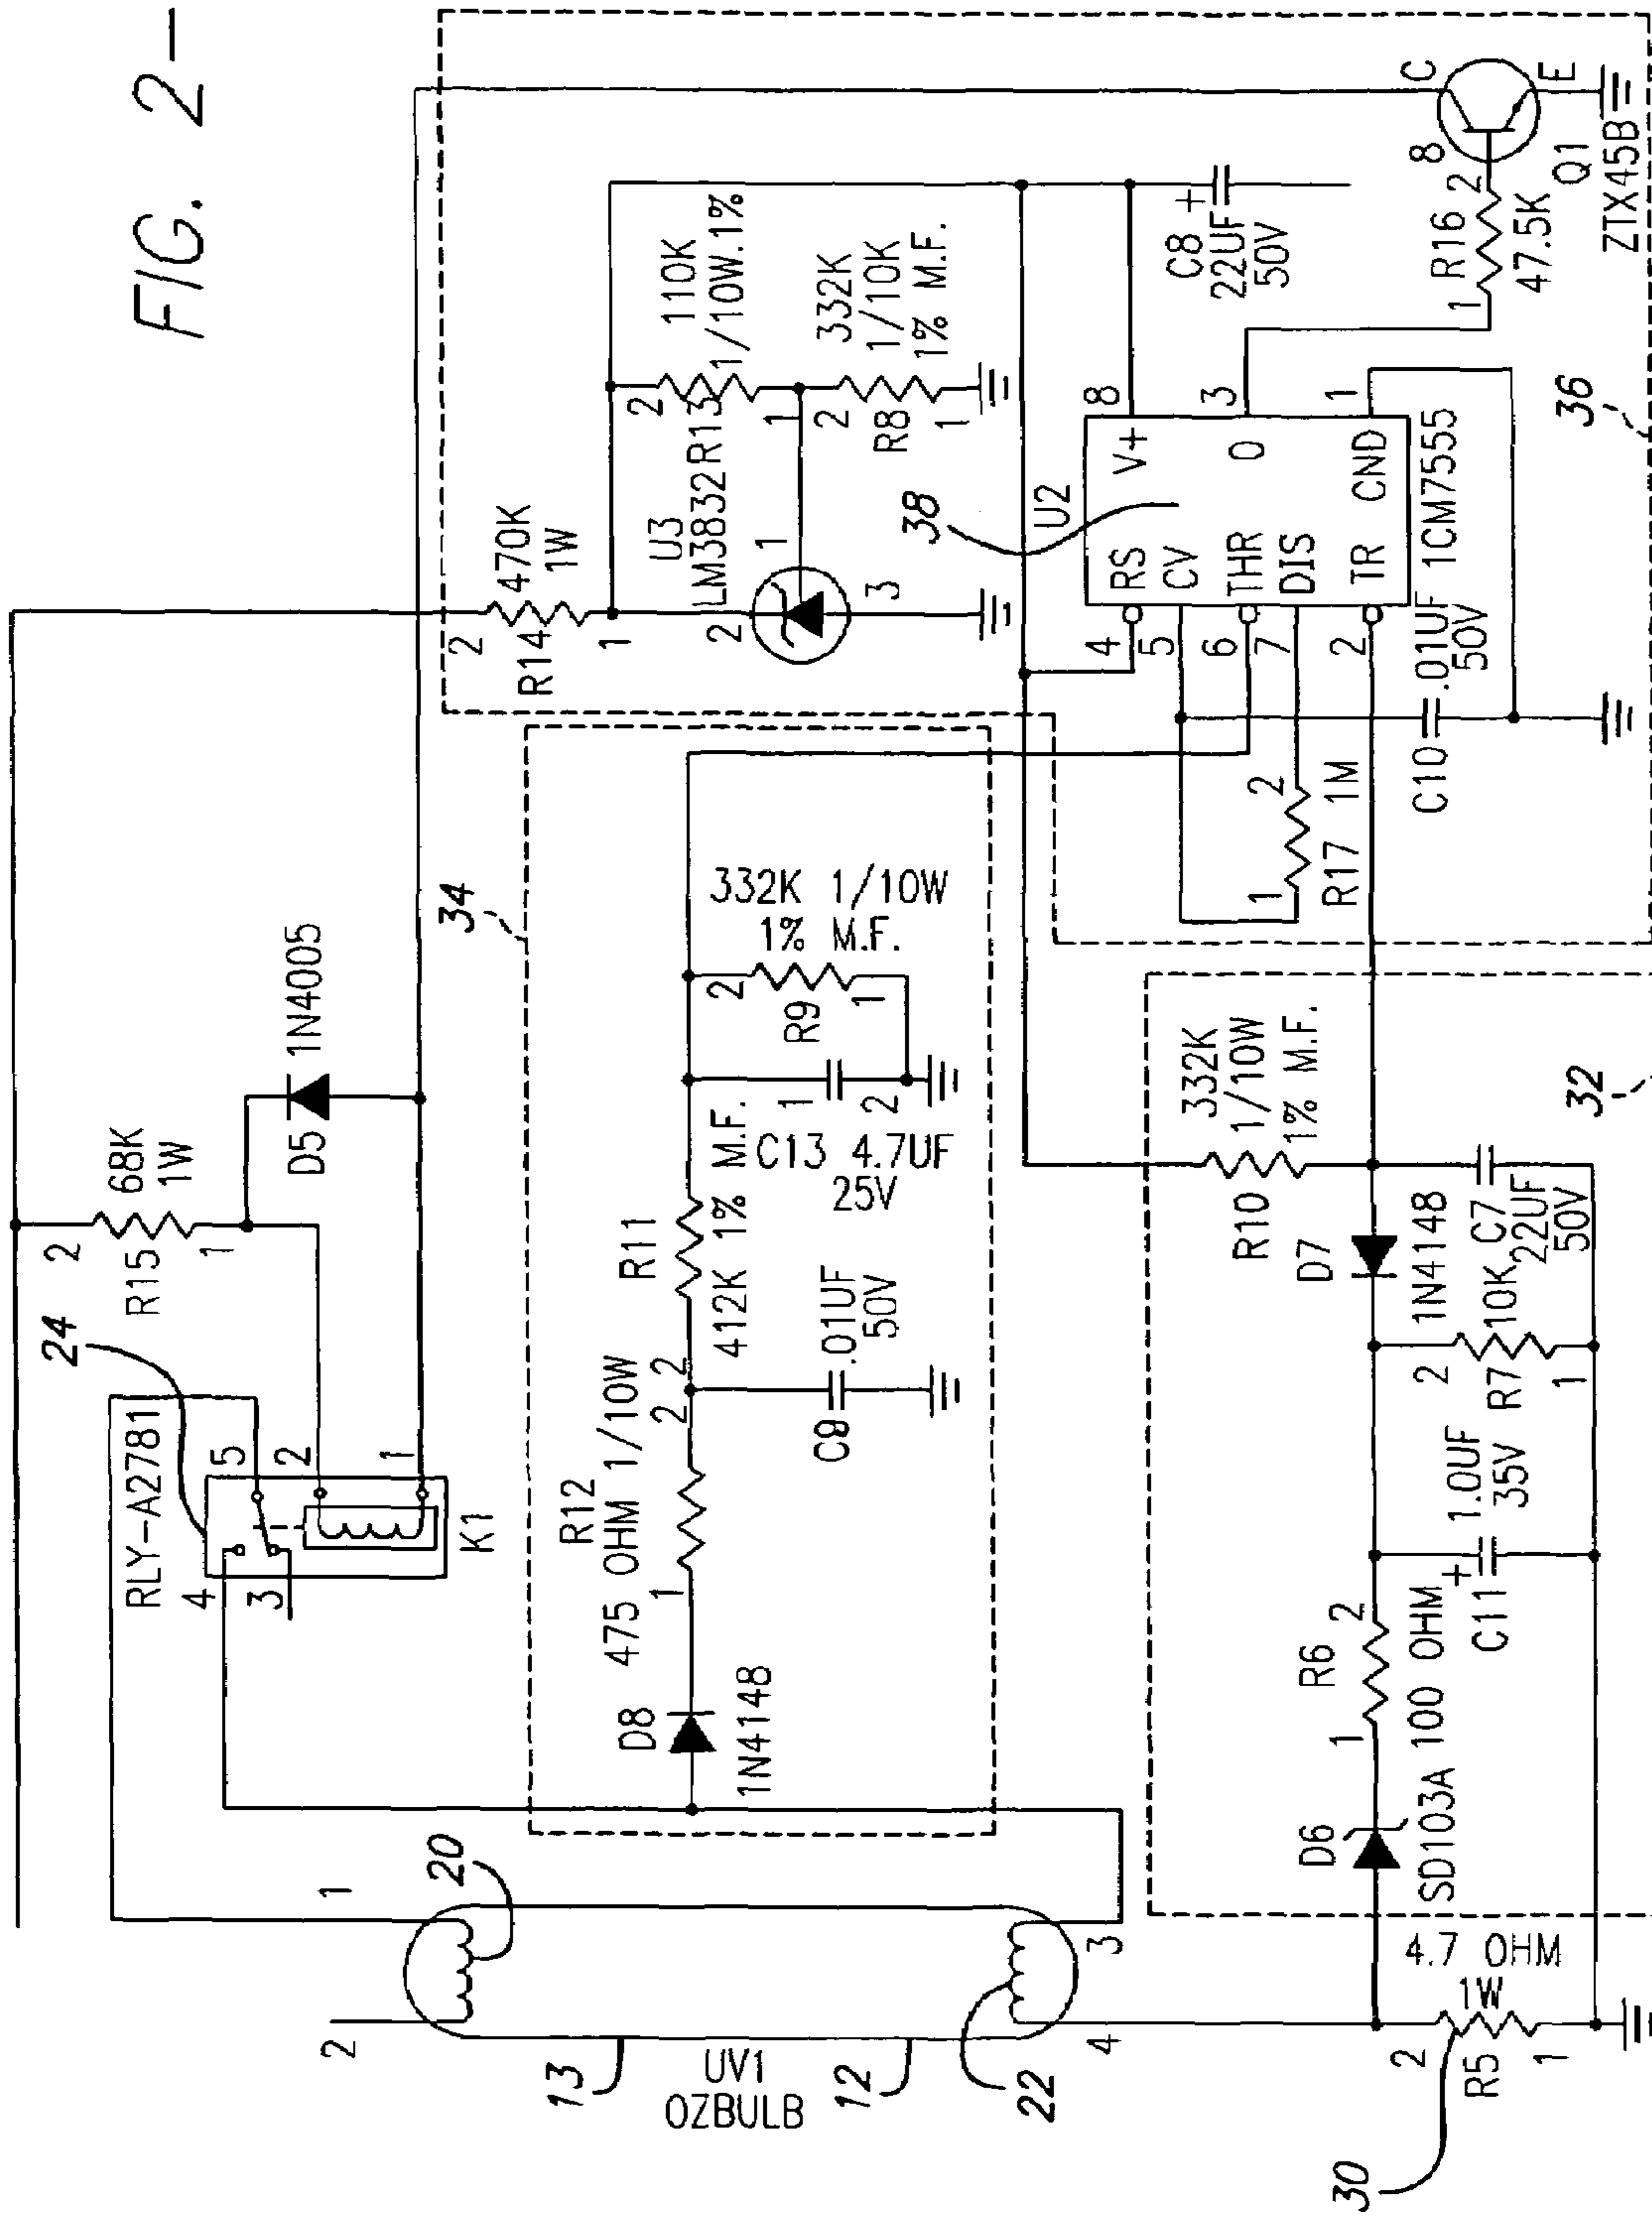 FIG. 2-
RLY-A2781
24
4
3
5
2
1
K1
2
68K
1W
R15
1
D5
1N4005
2
470K
1W
R14
1
34
U3
LM3832
2
1
3
110K
1/10W.1%
2
R13
1
332K
1/10K
1% M.F.
2
R8
1
1
20
2
13
UV1
OZBULB
12
22
3
4
D8
1N4148
R12
475 OHM 1/10W
1
2
C9
.01UF
50V
2
R11
412K 1% M.F.
C13 4.7UF
25V
1
2
332K 1/10W
1% M.F.
2
R9
1
38
U2
RS
CV
THR
DIS
TR
V+
O
CND
4
5
6
7
2
8
3
1
1CM7555
C8
+
22UF
50V
1
R17 1M
2
C10
.01UF
50V
1
R16
2
47.5K
8
C
E
Q1
ZTX45B
36
332K
1/10W
1% M.F.
R10
D7
1N4148
C7
22UF
50V
10K
2
R7
1
1.0UF
35V
+
C11
R6
1
2
100 OHM
D6
SD103A
32
4.7 OHM
1W
2
R5
1
30